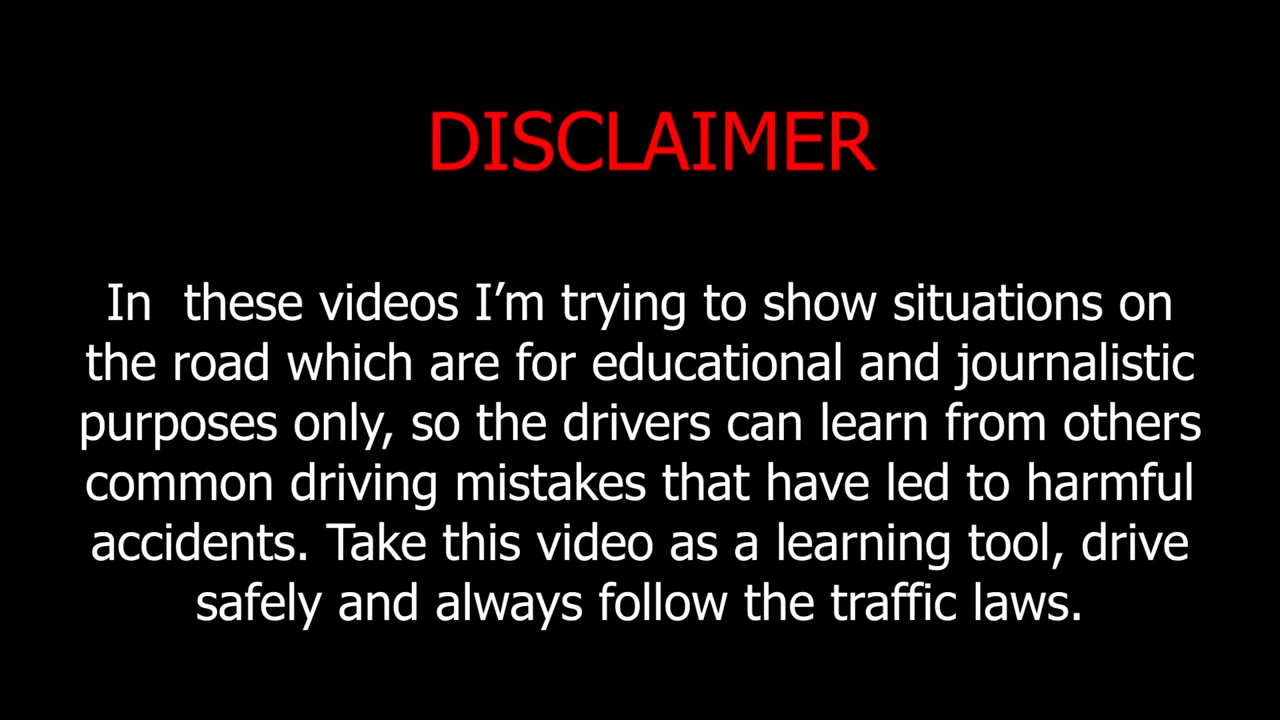 DISCLAIMER
In  these videos I’m trying to show situations on
the road which are for educational and journalistic
purposes only, so the drivers can learn from others
common driving mistakes that have led to harmful
accidents. Take this video as a learning tool, drive
safely and always follow the traffic laws.